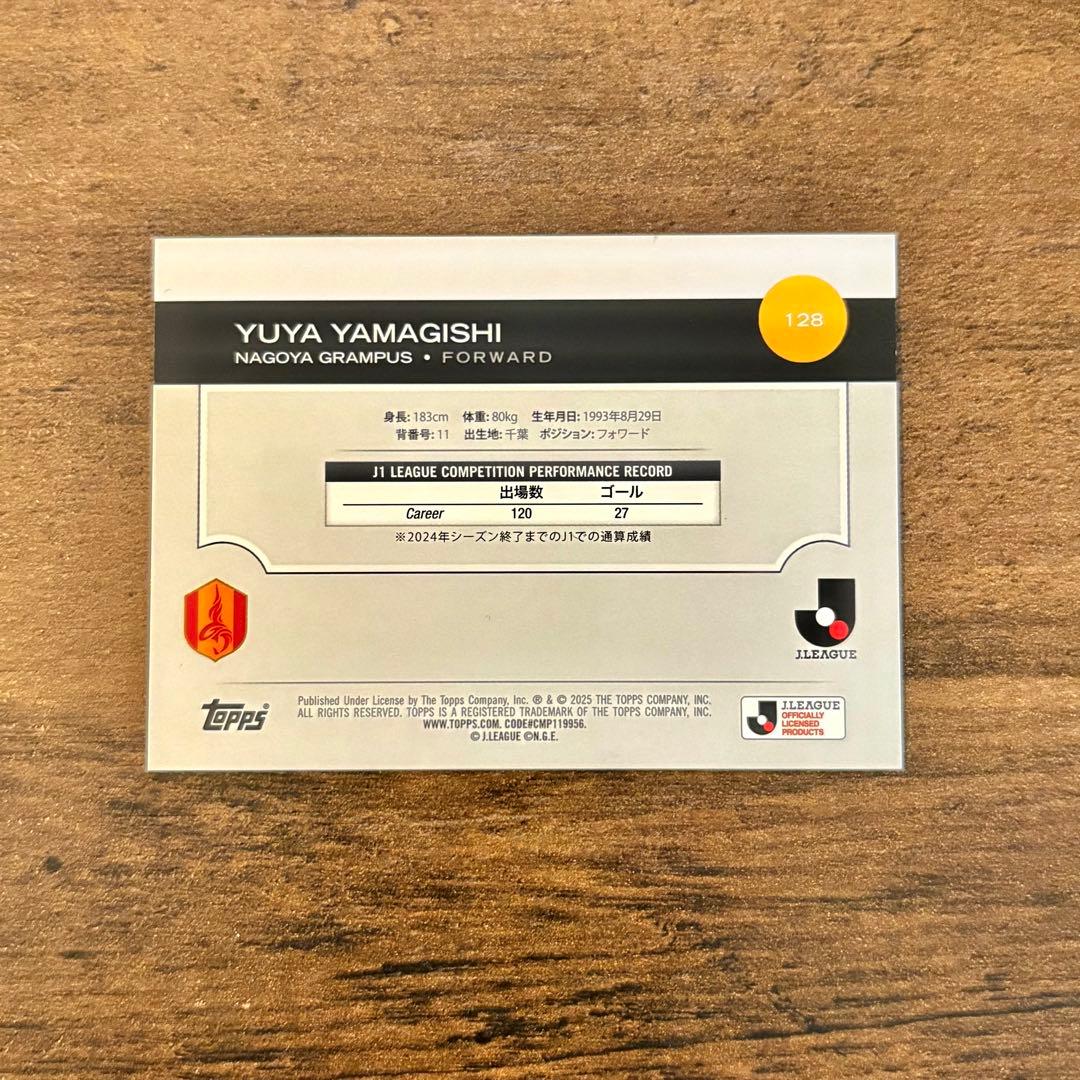 YUYA YAMAGISHI
NAGOYA GRAMPUS • FORWARD
128
身長: 183cm 体重: 80kg 生年月日: 1993年8月29日
背番号: 11 出生地: 千葉 ポジション: フォワード
J1 LEAGUE COMPETITION PERFORMANCE RECORD
出場数 ゴール
Career 120 27
※2024年シーズン終了までのJ1での通算成績
J.LEAGUE
topps®
Published Under License by The Topps Company, Inc. ® & © 2025 THE TOPPS COMPANY, INC.
ALL RIGHTS RESERVED. TOPPS IS A REGISTERED TRADEMARK OF THE TOPPS COMPANY, INC.
WWW.TOPPS.COM. CODE#CMP119956.
© J.LEAGUE ©N.G.E.
J.LEAGUE
OFFICIALLY
LICENSED
PRODUCTS